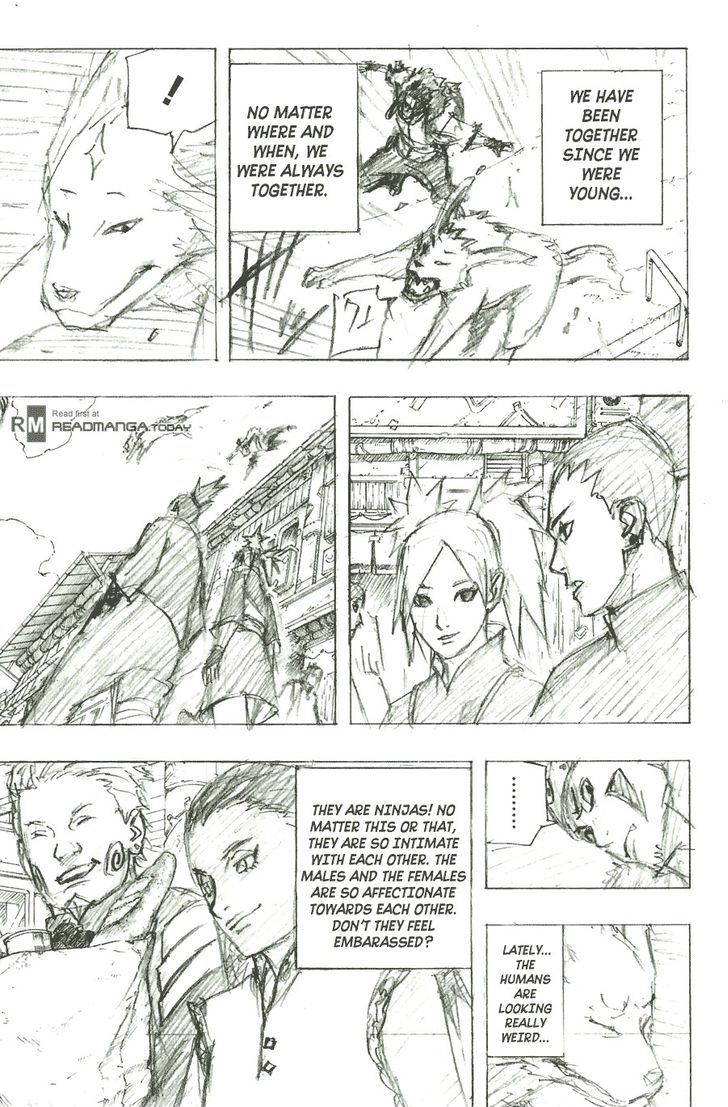 WE HAVE
BEEN
TOGETHER
SINCE WE
WERE
YOUNG...
NO MATTER
WHERE AND
WHEN, WE
WERE ALWAYS
TOGETHER.
!
Read first at
RM READMANGA.TODAY
.......
LATELY...
THE
HUMANS
ARE
LOOKING
REALLY
WEIRD...
THEY ARE NINJAS! NO
MATTER THIS OR THAT,
THEY ARE SO INTIMATE
WITH EACH OTHER. THE
MALES AND THE FEMALES
ARE SO AFFECTIONATE
TOWARDS EACH OTHER.
DON'T THEY FEEL
EMBARASSED?